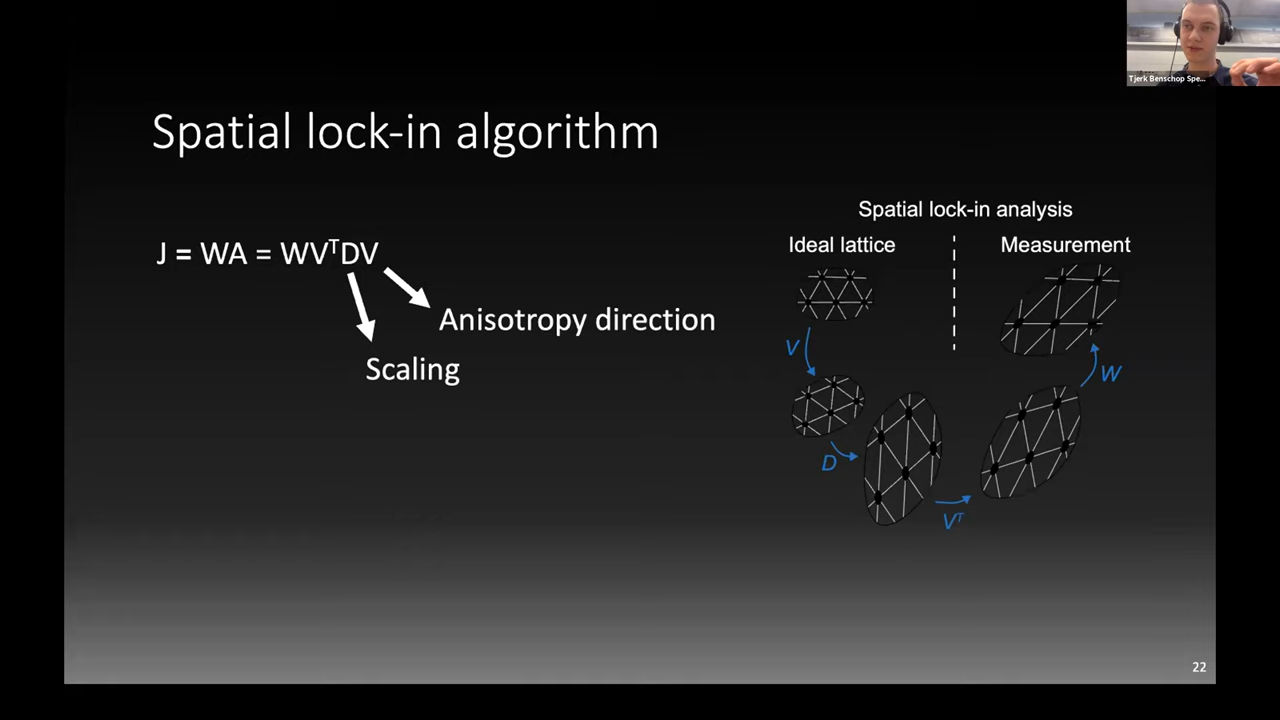 Tjerk Benschop Spe...
Spatial lock-in algorithm
J = WA = WVᵀDV
Anisotropy direction
Scaling
Spatial lock-in analysis
Ideal lattice
Measurement
V
D
Vᵀ
W
22